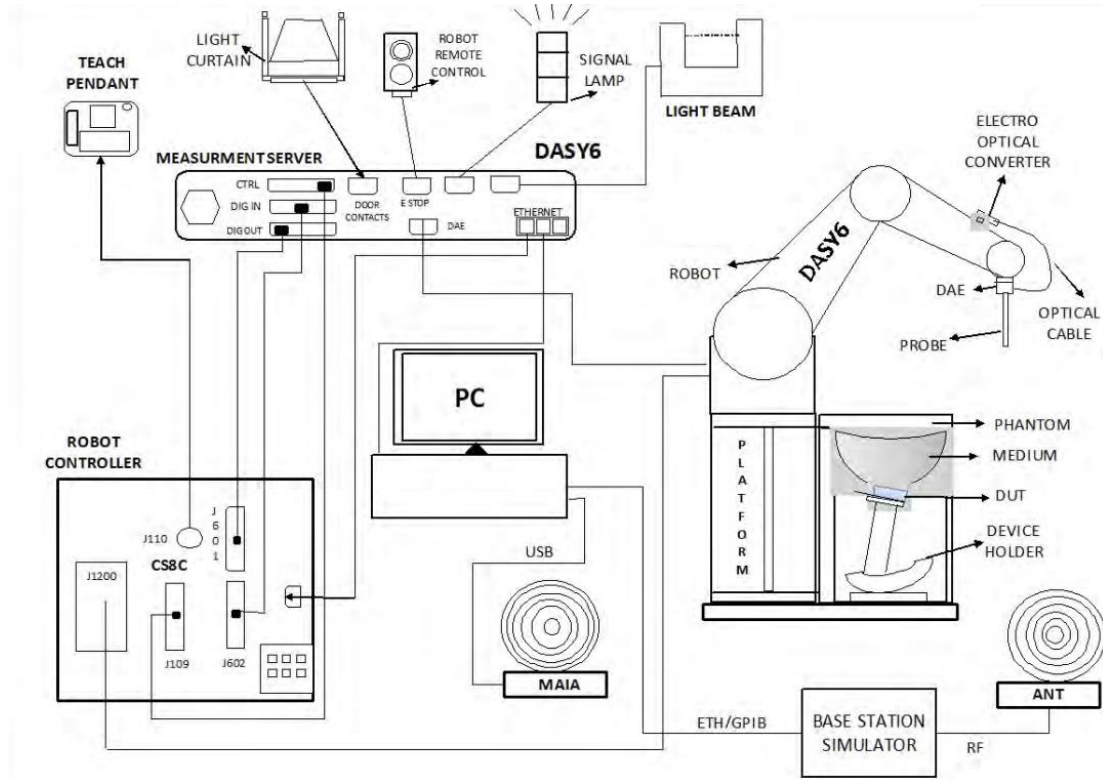 LIGHT
CURTAIN
ROBOT
REMOTE
CONTROL
SIGNAL
LAMP
LIGHT BEAM
TEACH
PENDANT
MEASURMENT SERVER
DASY6
CTRL
DIG IN
DIG OUT
DOOR
CONTACTS
E STOP
DAE
ETHERNET
ELECTRO
OPTICAL
CONVERTER
ROBOT
DASY6
DAE
OPTICAL
CABLE
PROBE
PC
PLATFORM
PHANTOM
MEDIUM
DUT
DEVICE
HOLDER
ROBOT
CONTROLLER
J110
J601
CS8C
J1200
J109
J602
USB
MAIA
ETH/GPIB
BASE STATION
SIMULATOR
RF
ANT